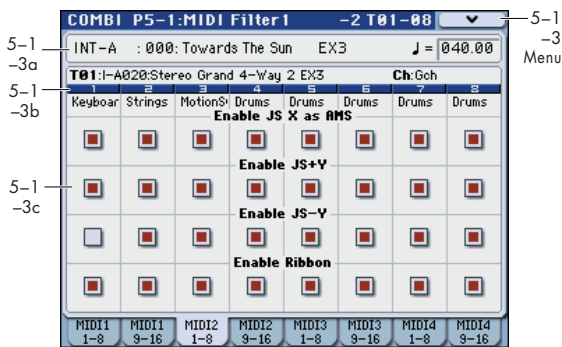 COMBI P5-1:MIDI Filter1 -2 T01-08
5-1 -3 Menu
5-1 -3a
INT-A : 000: Towards The Sun EX3 ♩= 040.00
T01:I-A020:Stereo Grand 4-Way 2 EX3 Ch:Gch
5-1 -3b
1 2 3 4 5 6 7 8
Keyboar Strings MotionS Drums Drums Drums Drums Drums
Enable JS X as AMS
Enable JS+Y
5-1 -3c
Enable JS-Y
Enable Ribbon
MIDI1 1-8 MIDI1 9-16 MIDI2 1-8 MIDI2 9-16 MIDI3 1-8 MIDI3 9-16 MIDI4 1-8 MIDI4 9-16